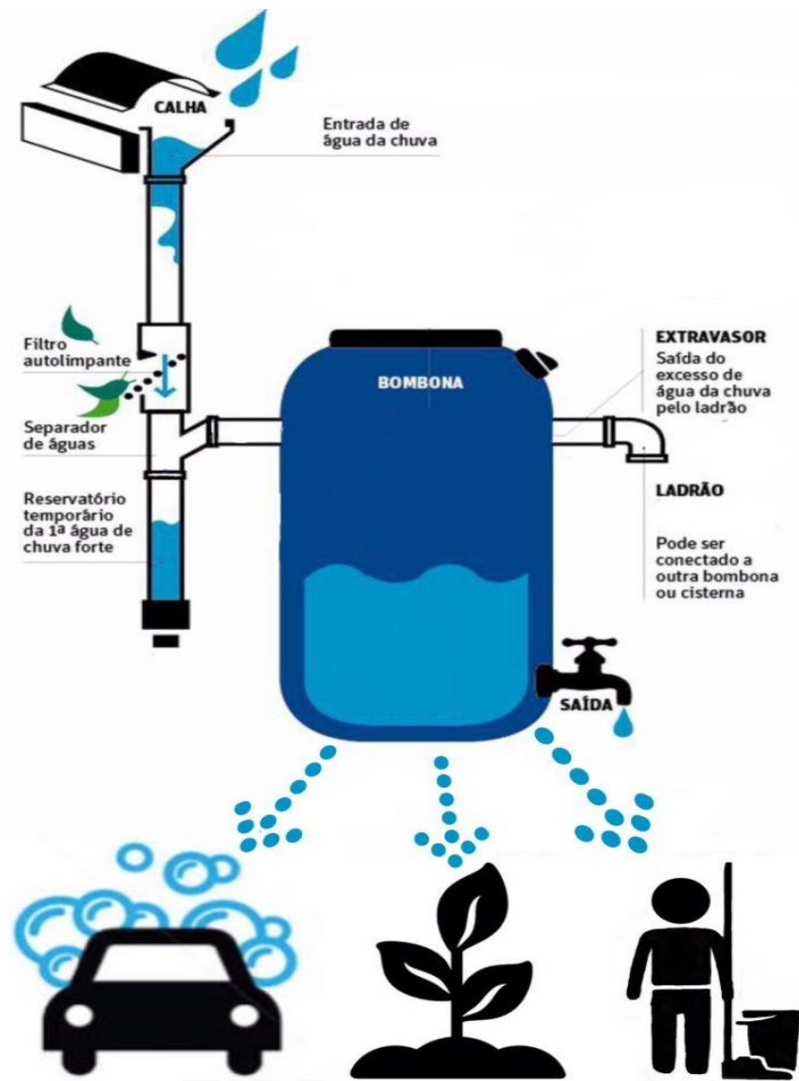 CALHA
Entrada de
água da chuva
Filtro
autolimpante
Separador
de águas
Reservatório
temporário
da 1ª água de
chuva forte
BOMBONA
EXTRAVASOR
Saída do
excesso de
água da chuva
pelo ladrão
LADRÃO
Pode ser
conectado a
outra bombona
ou cisterna
SAÍDA